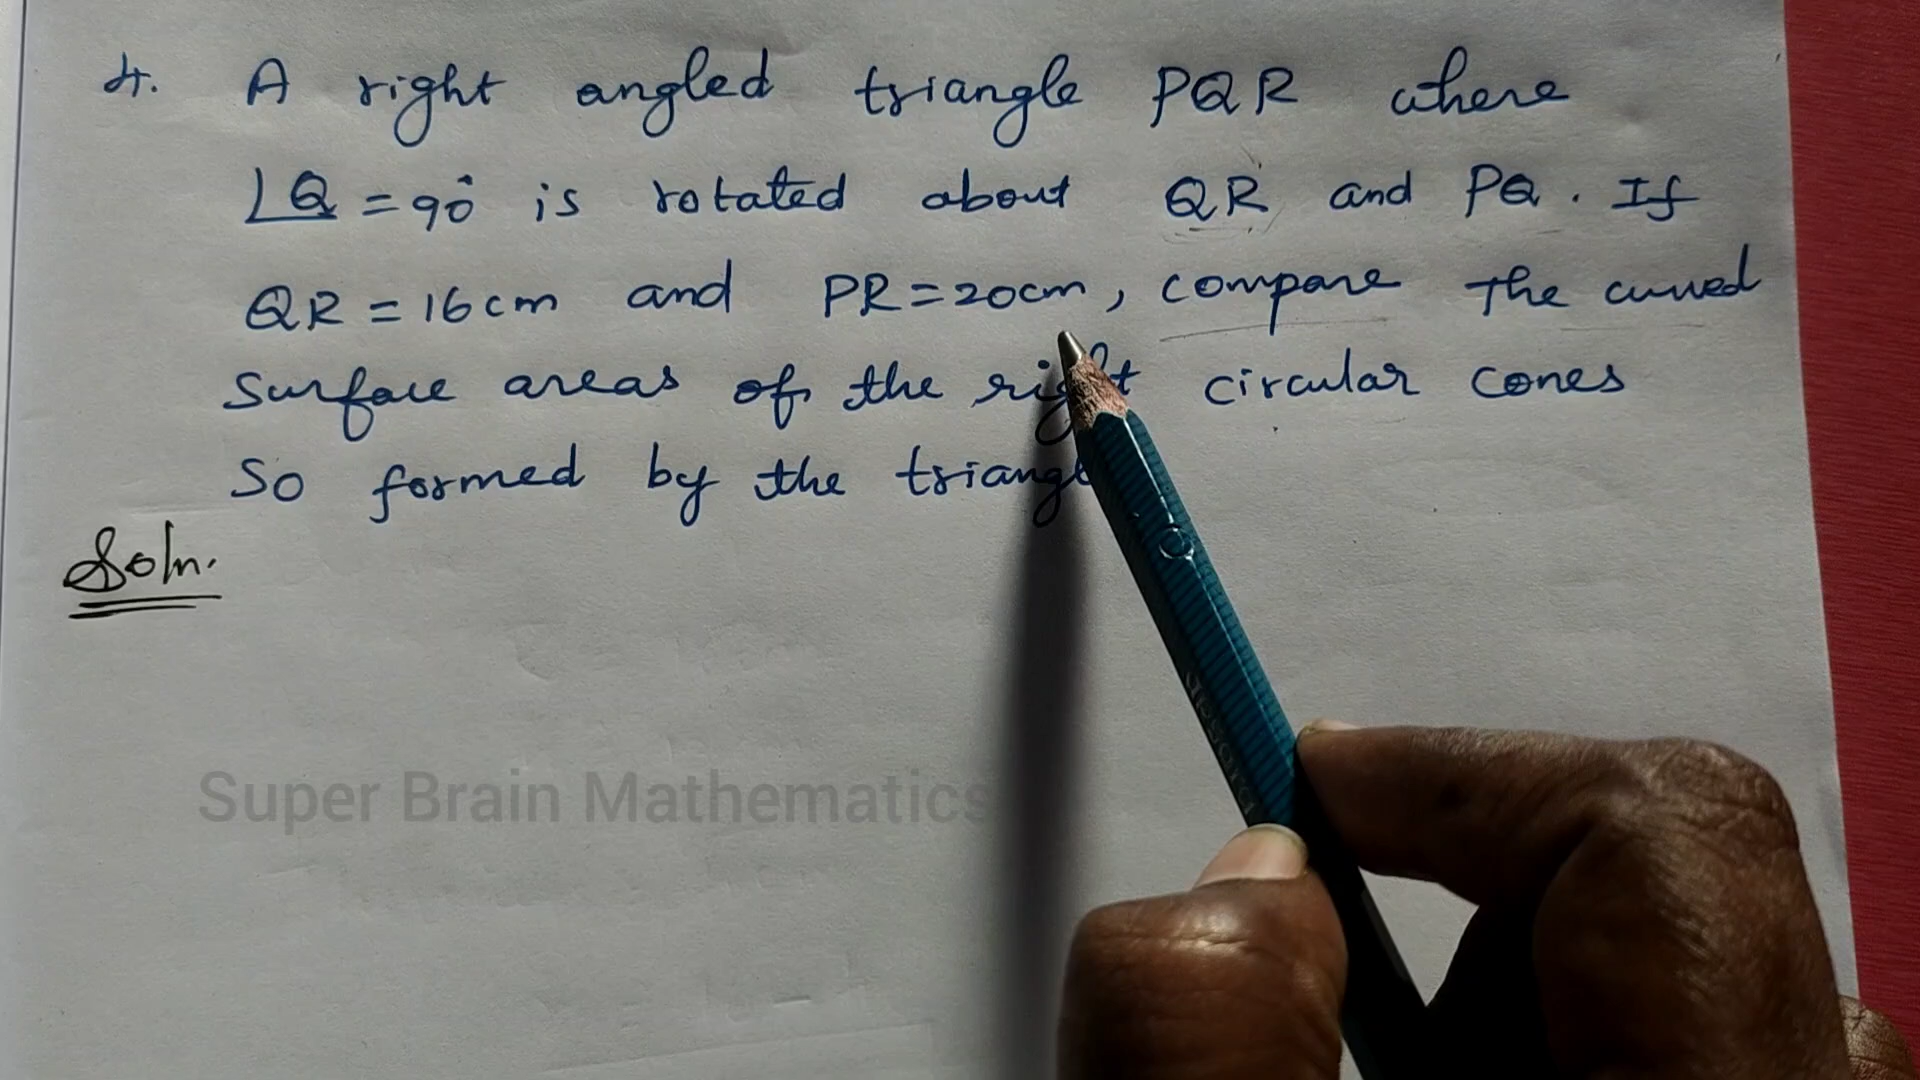 4. A right angled triangle PQR where
∠Q = 90° is rotated about QR and PQ. If
QR = 16cm and PR = 20cm, compare the curved
surface areas of the right circular cones
so formed by the
Soln.
Super Brain Mathematics